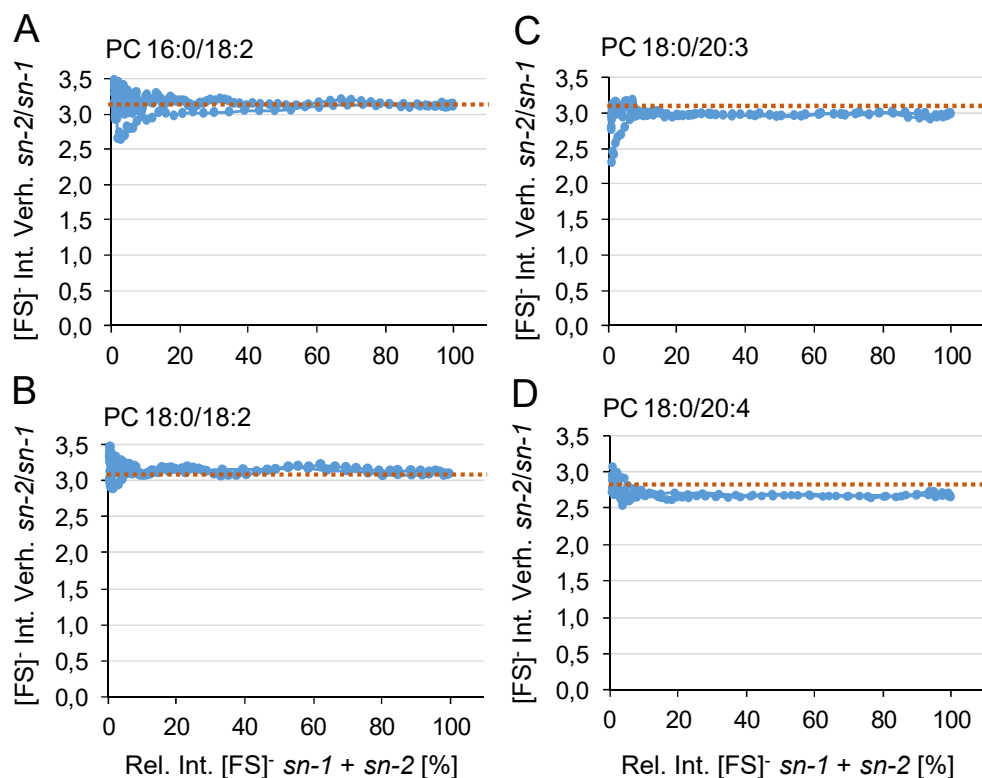 A
PC 16:0/18:2
[FS]- Int. Verh. sn-2/sn-1
3,5
3,0
2,5
2,0
1,5
1,0
0,5
0,0
0 20 40 60 80 100
B
PC 18:0/18:2
[FS]- Int. Verh. sn-2/sn-1
3,5
3,0
2,5
2,0
1,5
1,0
0,5
0,0
0 20 40 60 80 100
Rel. Int. [FS]- sn-1 + sn-2 [%]
C
PC 18:0/20:3
[FS]- Int. Verh. sn-2/sn-1
3,5
3,0
2,5
2,0
1,5
1,0
0,5
0,0
0 20 40 60 80 100
D
PC 18:0/20:4
[FS]- Int. Verh. sn-2/sn-1
3,5
3,0
2,5
2,0
1,5
1,0
0,5
0,0
0 20 40 60 80 100
Rel. Int. [FS]- sn-1 + sn-2 [%]